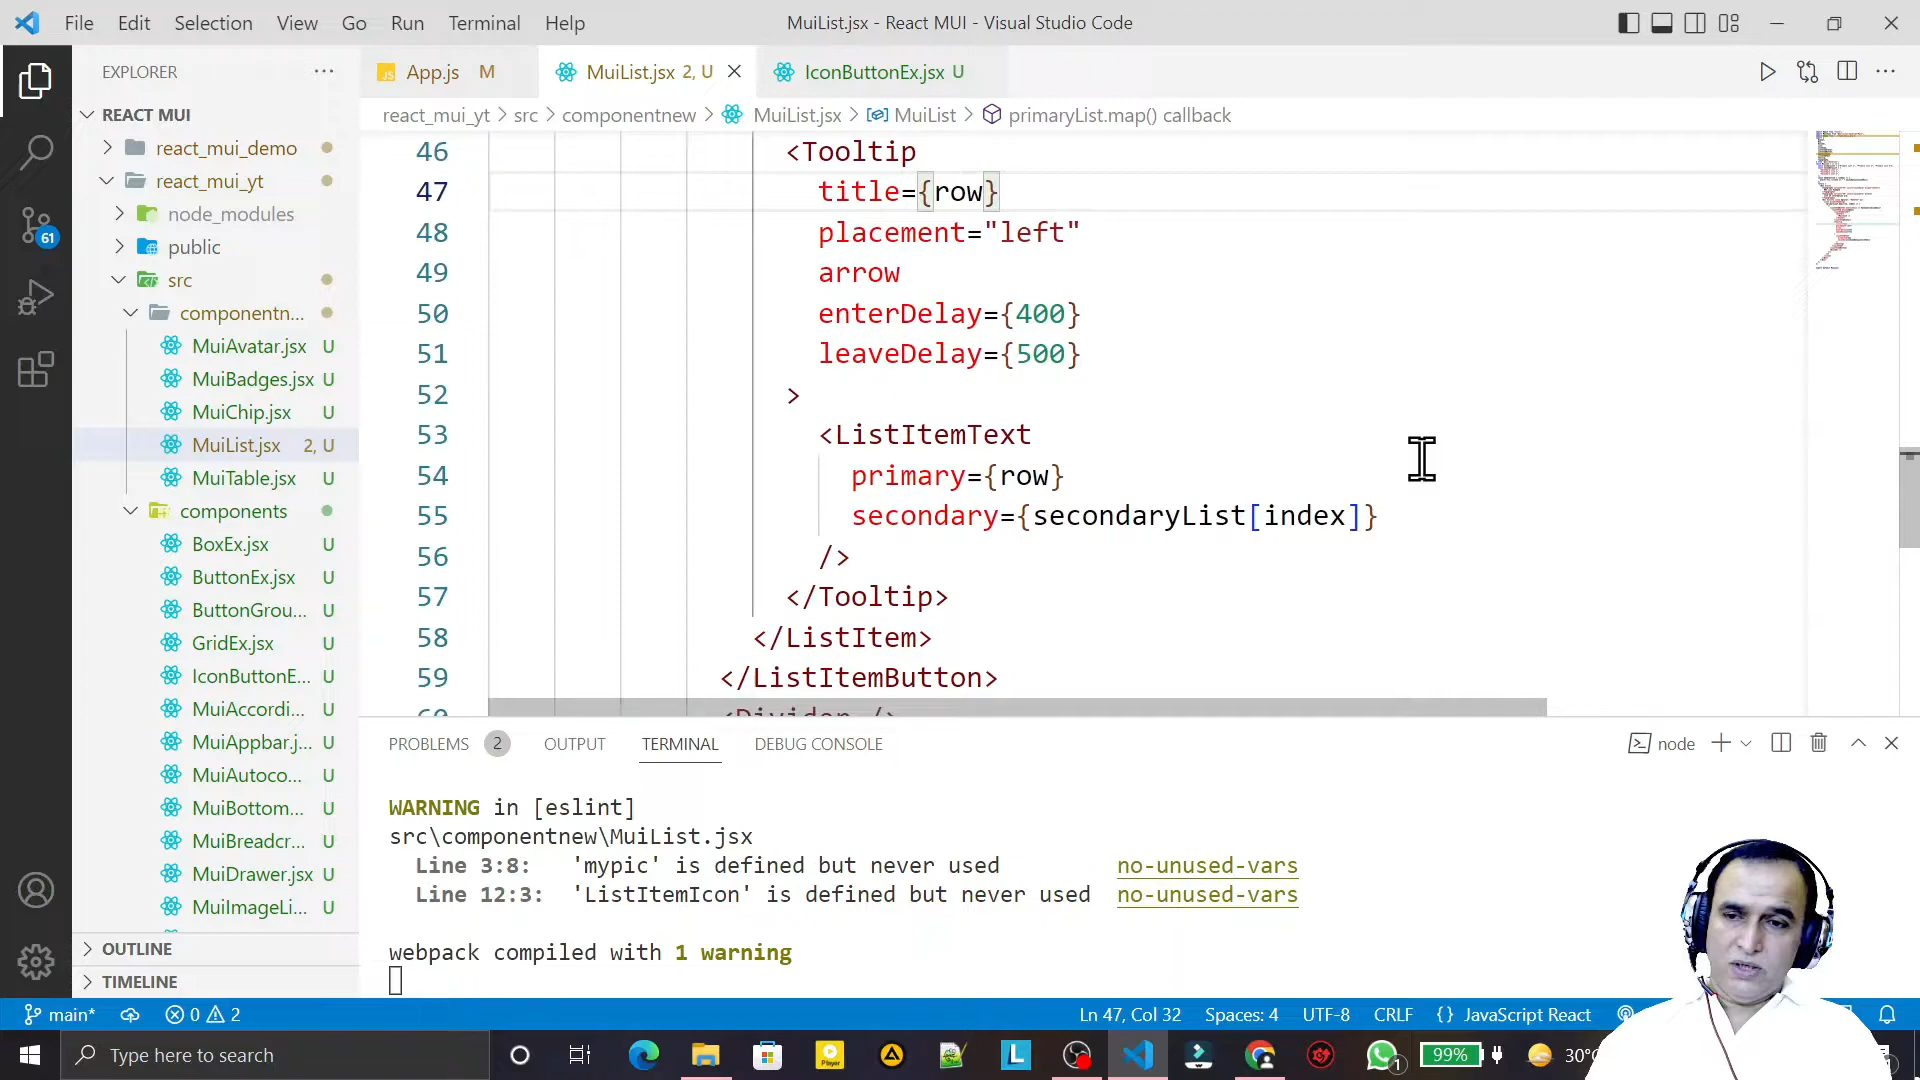 File Edit Selection View Go Run Terminal Help
MuiList.jsx - React MUI - Visual Studio Code
EXPLORER
App.js M
MuiList.jsx 2, U
IconButtonEx.jsx U
react_mui_yt > src > componentnew > MuiList.jsx > MuiList > primaryList.map() callback
REACT MUI
react_mui_demo
react_mui_yt
node_modules
public
src
componentn...
MuiAvatar.jsx U
MuiBadges.jsx U
MuiChip.jsx U
MuiList.jsx 2, U
MuiTable.jsx U
components
BoxEx.jsx U
ButtonEx.jsx U
ButtonGrou... U
GridEx.jsx U
IconButtonE... U
MuiAccordi... U
MuiAppbar.j... U
MuiAutoco... U
MuiBottom... U
MuiBreadcr... U
MuiDrawer.jsx U
MuiImageLi... U
OUTLINE
TIMELINE
46 <Tooltip
47 title={row}
48 placement="left"
49 arrow
50 enterDelay={400}
51 leaveDelay={500}
52 >
53 <ListItemText
54 primary={row}
55 secondary={secondaryList[index]}
56 />
57 </Tooltip>
58 </ListItem>
59 </ListItemButton>
60 <Divider />
PROBLEMS 2 OUTPUT TERMINAL DEBUG CONSOLE
node
WARNING in [eslint]
src\componentnew\MuiList.jsx
Line 3:8: 'mypic' is defined but never used no-unused-vars
Line 12:3: 'ListItemIcon' is defined but never used no-unused-vars
webpack compiled with 1 warning
61
main* 0 2
Ln 47, Col 32 Spaces: 4 UTF-8 CRLF {} JavaScript React
Type here to search
99%
30°